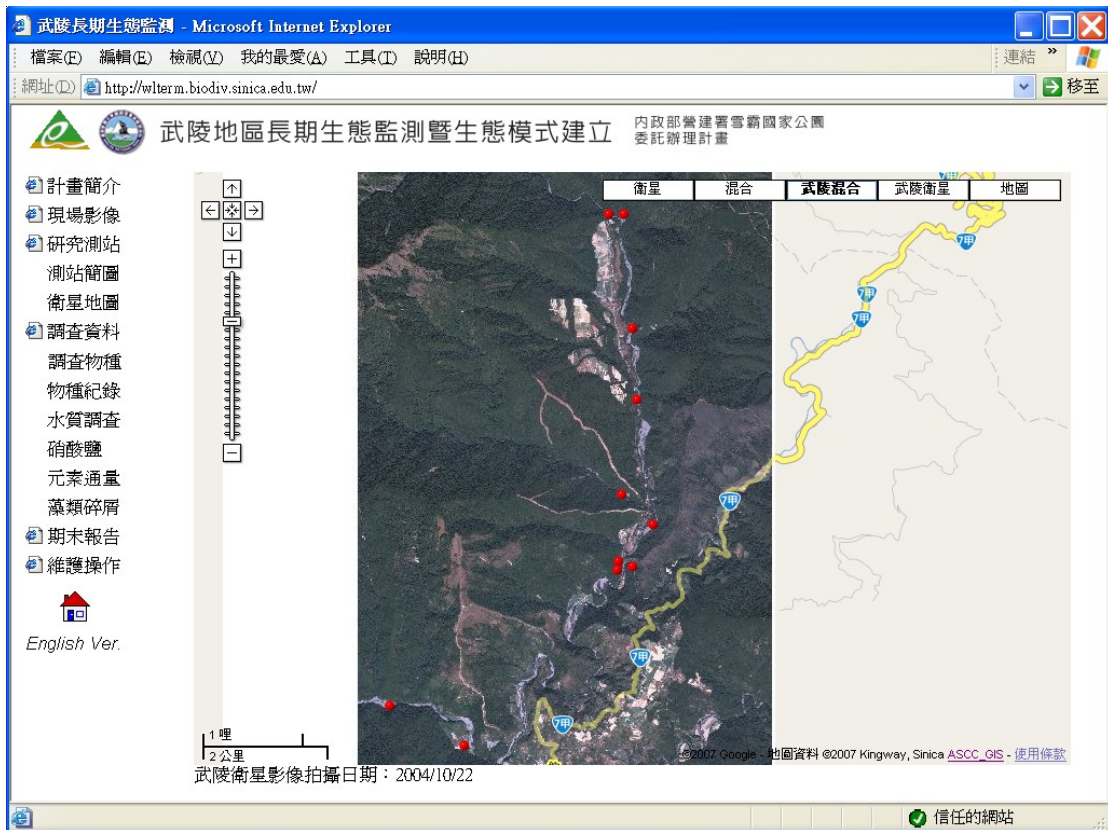 武陵長期生態監測 - Microsoft Internet Explorer
檔案(F) 編輯(E) 檢視(V) 我的最愛(A) 工具(T) 說明(H)
連結 »
網址(D) http://wlterm.biodiv.sinica.edu.tw/
移至
武陵地區長期生態監測暨生態模式建立
內政部營建署雪霸國家公園
委託辦理計畫
計畫簡介
現場影像
研究測站
測站簡圖
衛星地圖
調查資料
調查物種
物種紀錄
水質調查
硝酸鹽
元素通量
藻類碎屑
期末報告
維護操作
English Ver.
衛星 混合 武陵混合 武陵衛星 地圖
7甲
7甲
7甲
7甲
7甲
7甲
7甲
1 哩
2 公里
©2007 Google - 地圖資料 ©2007 Kingway, Sinica ASCC_GIS - 使用條款
武陵衛星影像拍攝日期：2004/10/22
信任的網站